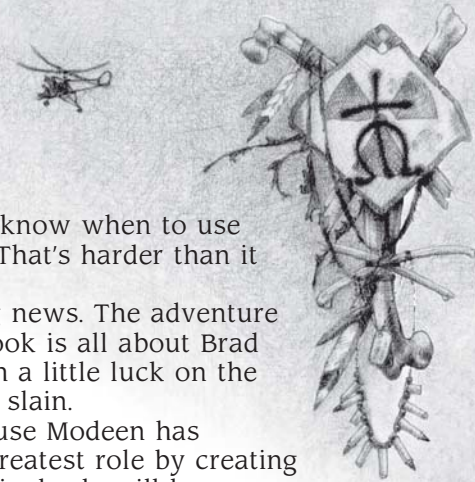 know when to use
That's harder than it
news. The adventure
ook is all about Brad
a little luck on the
slain.
use Modeen has
reatest role by creating